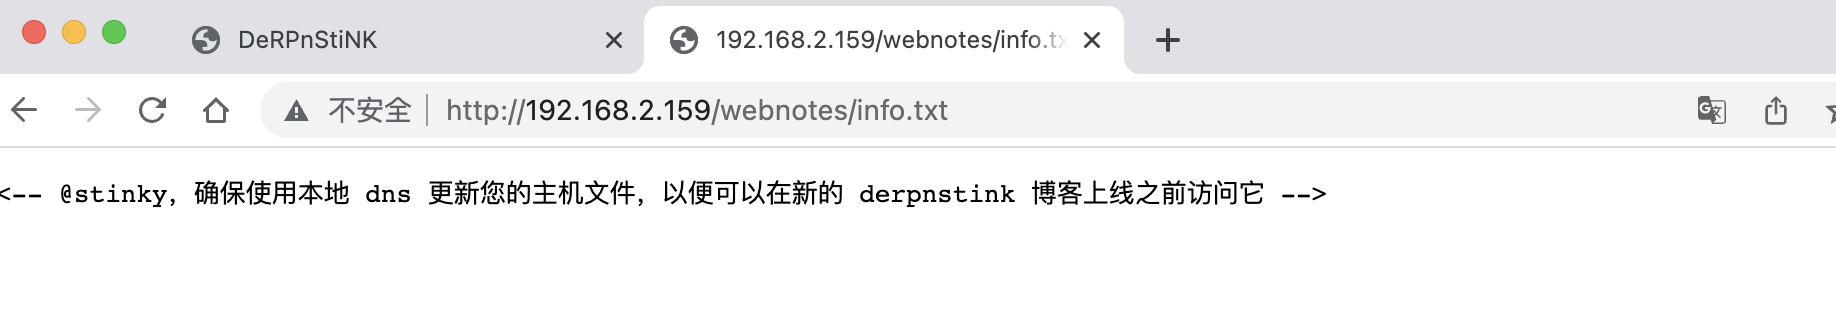 DeRPnStiNK
192.168.2.159/webnotes/info.tx
不安全 http://192.168.2.159/webnotes/info.txt
<-- @stinky，确保使用本地 dns 更新您的主机文件，以便可以在新的 derpnstink 博客上线之前访问它 -->